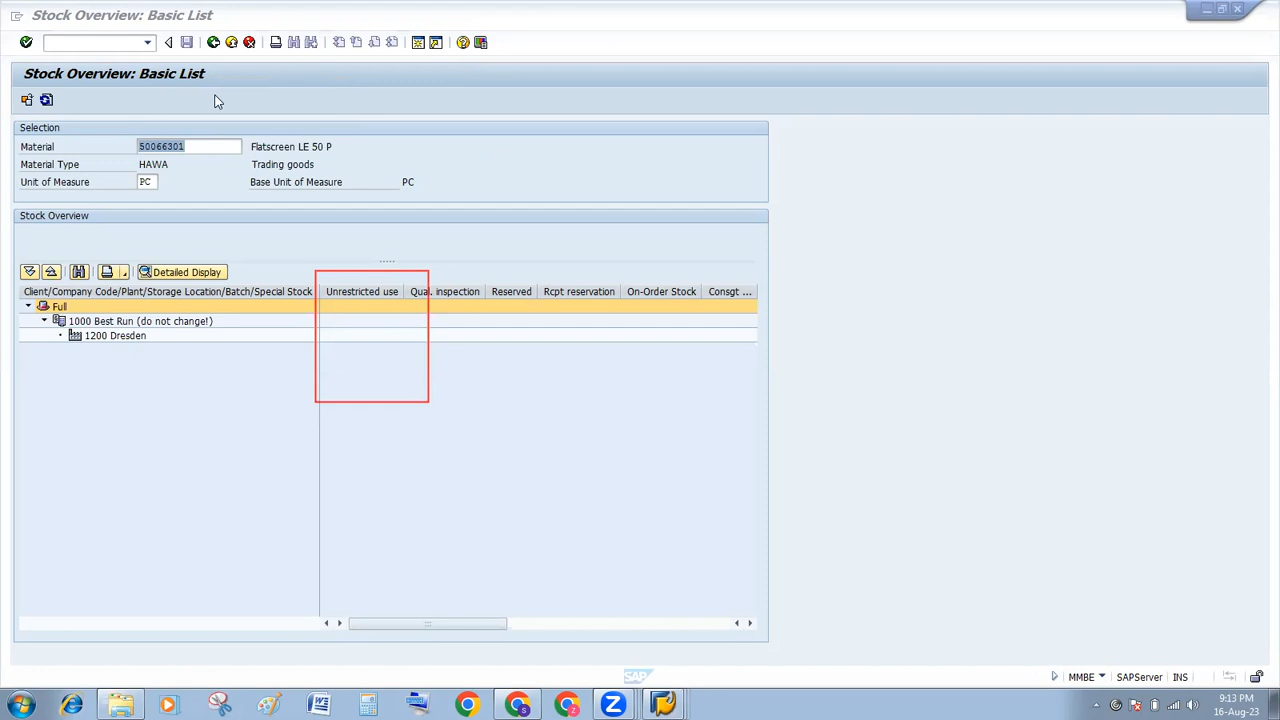 Stock Overview: Basic List
Stock Overview: Basic List
Selection
Material 50066301 Flatscreen LE 50 P
Material Type HAWA Trading goods
Unit of Measure PC Base Unit of Measure PC
Stock Overview
Detailed Display
Client/Company Code/Plant/Storage Location/Batch/Special Stock Unrestricted use Qual. inspection Reserved Rcpt reservation On-Order Stock Consgt ...
Full
1000 Best Run (do not change!)
1200 Dresden
SAP
MMBE SAPServer INS
9:13 PM
16-Aug-23